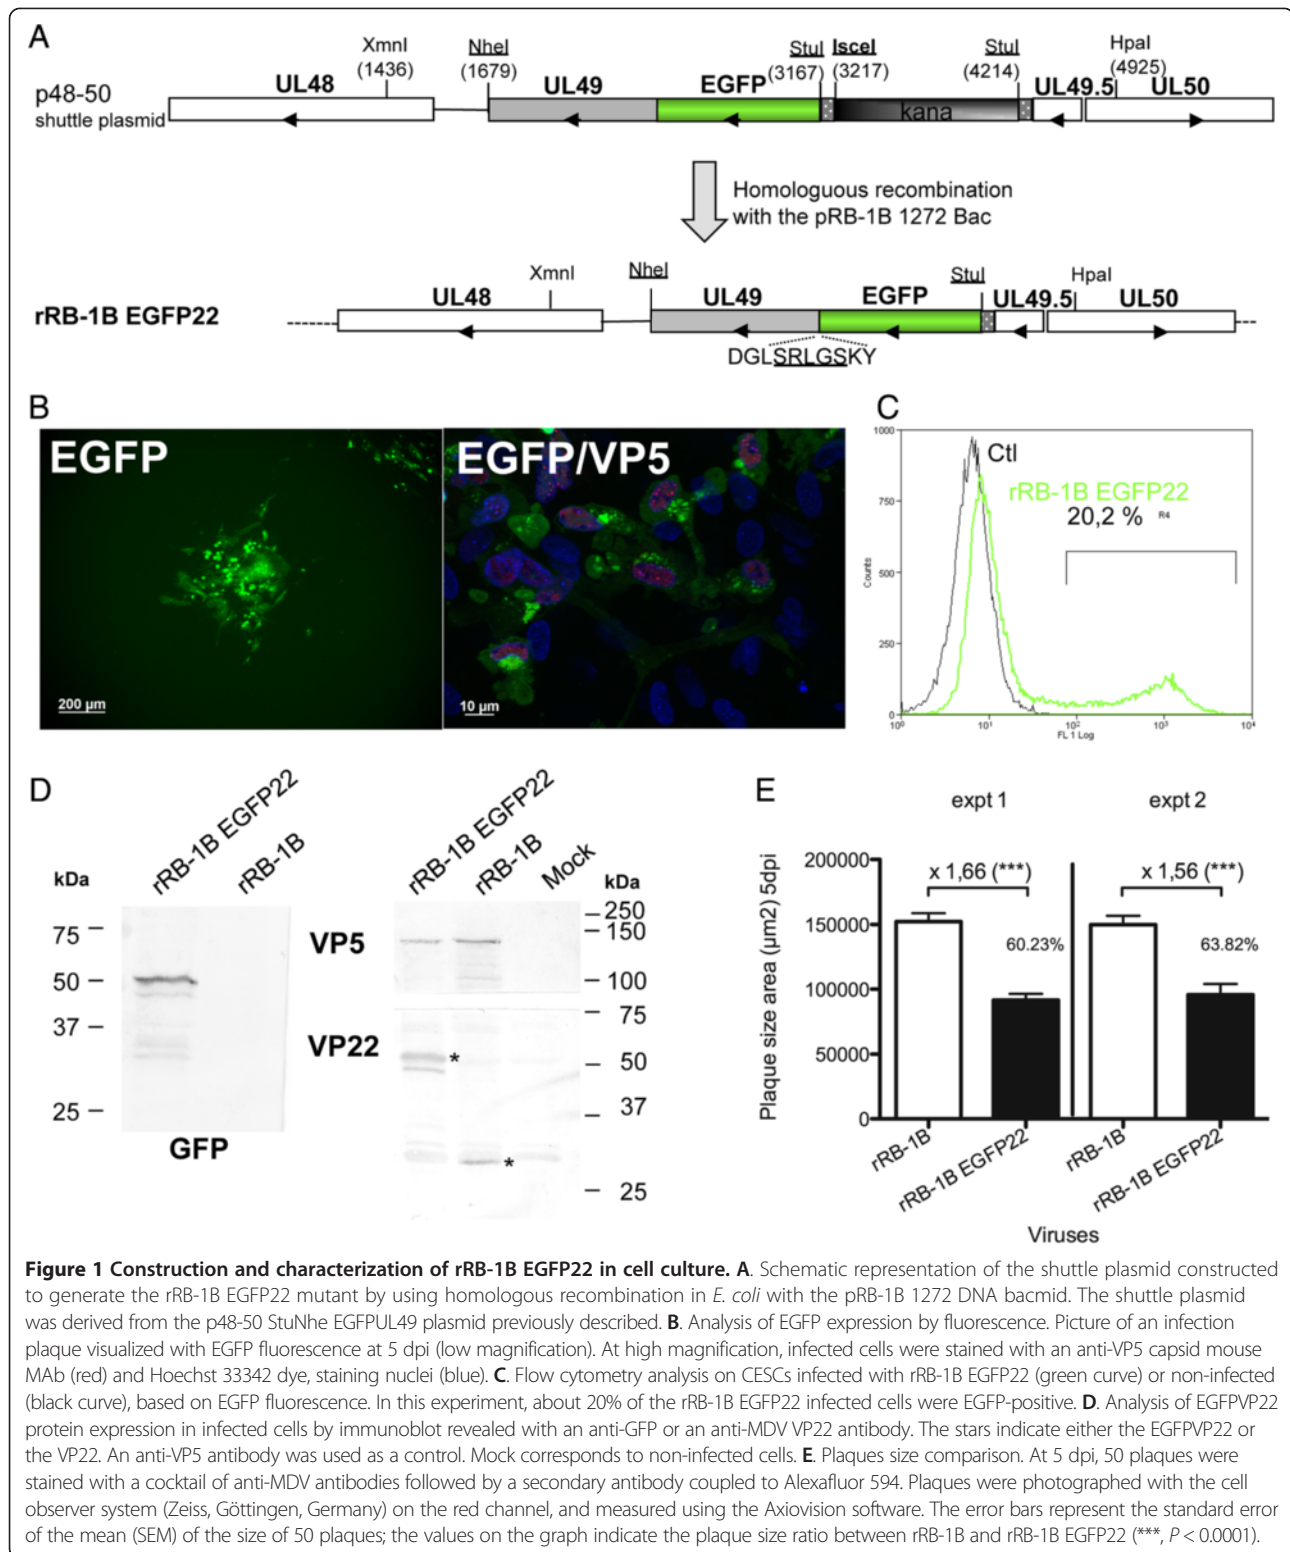 A
XmnI
(1436)
NheI
(1679)
StuI
(3167)
IsceI
(3217)
StuI
(4214)
HpaI
(4925)
p48-50
shuttle plasmid
UL48
UL49
EGFP
kana
UL49.5
UL50
Homologuous recombination
with the pRB-1B 1272 Bac
rRB-1B EGFP22
XmnI
NheI
StuI
HpaI
UL48
UL49
EGFP
UL49.5
UL50
DGLSRLGSKY
B
EGFP
200 µm
EGFP/VP5
10 µm
C
Ctl
rRB-1B EGFP22
20,2 %
R4
1000
750
500
250
0
Counts
10⁰
10¹
10²
10³
10⁴
FL 1 Log
D
rRB-1B EGFP22
rRB-1B
kDa
75
50
37
25
GFP
rRB-1B EGFP22
rRB-1B
Mock
VP5
VP22
*
*
kDa
250
150
100
75
50
37
25
E
expt 1
expt 2
Plaque size area (µm2) 5dpi
200000
150000
100000
50000
0
x 1,66 (***)
60.23%
x 1,56 (***)
63.82%
rRB-1B
rRB-1B EGFP22
rRB-1B
rRB-1B EGFP22
Viruses
Figure 1 Construction and characterization of rRB-1B EGFP22 in cell culture. A. Schematic representation of the shuttle plasmid constructed
to generate the rRB-1B EGFP22 mutant by using homologous recombination in E. coli with the pRB-1B 1272 DNA bacmid. The shuttle plasmid
was derived from the p48-50 StuNhe EGFPUL49 plasmid previously described. B. Analysis of EGFP expression by fluorescence. Picture of an infection
plaque visualized with EGFP fluorescence at 5 dpi (low magnification). At high magnification, infected cells were stained with an anti-VP5 capsid mouse
MAb (red) and Hoechst 33342 dye, staining nuclei (blue). C. Flow cytometry analysis on CESCs infected with rRB-1B EGFP22 (green curve) or non-infected
(black curve), based on EGFP fluorescence. In this experiment, about 20% of the rRB-1B EGFP22 infected cells were EGFP-positive. D. Analysis of EGFPVP22
protein expression in infected cells by immunoblot revealed with an anti-GFP or an anti-MDV VP22 antibody. The stars indicate either the EGFPVP22 or
the VP22. An anti-VP5 antibody was used as a control. Mock corresponds to non-infected cells. E. Plaques size comparison. At 5 dpi, 50 plaques were
stained with a cocktail of anti-MDV antibodies followed by a secondary antibody coupled to Alexafluor 594. Plaques were photographed with the cell
observer system (Zeiss, Göttingen, Germany) on the red channel, and measured using the Axiovision software. The error bars represent the standard error
of the mean (SEM) of the size of 50 plaques; the values on the graph indicate the plaque size ratio between rRB-1B and rRB-1B EGFP22 (***, P < 0.0001).